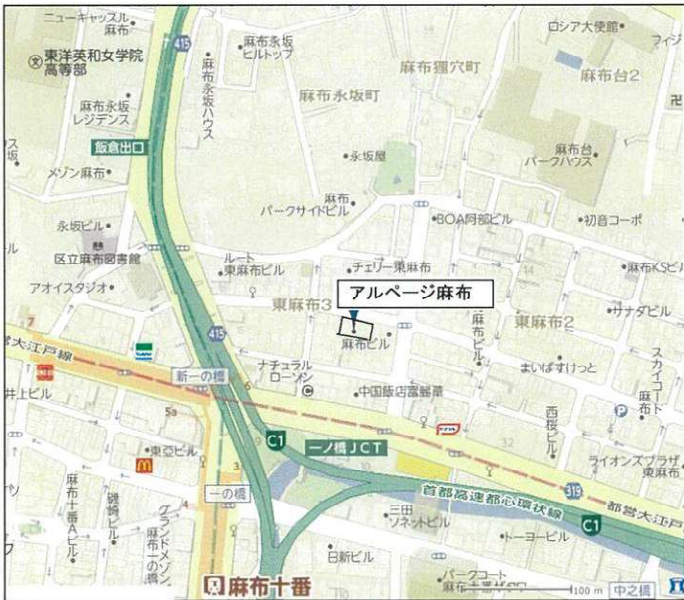 ニューキャッスル
麻布
415
麻布永坂
ヒルトップ
ロシア大使館
フィジ
東洋英和女学院
高等部
麻布永坂ハウス
麻布狸穴町
麻布台2
麻布永坂町
麻布永坂
レジデンス
飯倉出口
永坂屋
麻布台
パークハウス
メゾン麻布
麻布
パークサイドビル
BOA阿部ビル
初音コーポ
永坂ビル
区立麻布図書館
ルート
東麻布ビル
チェリー東麻布
14
麻布KSビ
アオイスタジオ
東麻布3
アルページ麻布
麻布ビル
麻布ビル
東麻布2
サナダビル
7
415
営大江戸線
新一の橋
ナチュラル
ローソン
まいばすけっと
スカイコート
麻布
井上ビル
6
5a
中国飯店富麗華
西桜ビル
P
東亜ビル
9
C1
一ノ橋JCT
32
ライオンズプラザ
東麻布
3
4
一の橋
首都高速都心環状線
319
都営大江戸
麻布十番Aビル
磯崎ビル
グランドメゾン
麻布一の橋
三田
ソネットビル
トーヨービル
C1
日新ビル
麻布十番
パークコート
100 m
中之橋